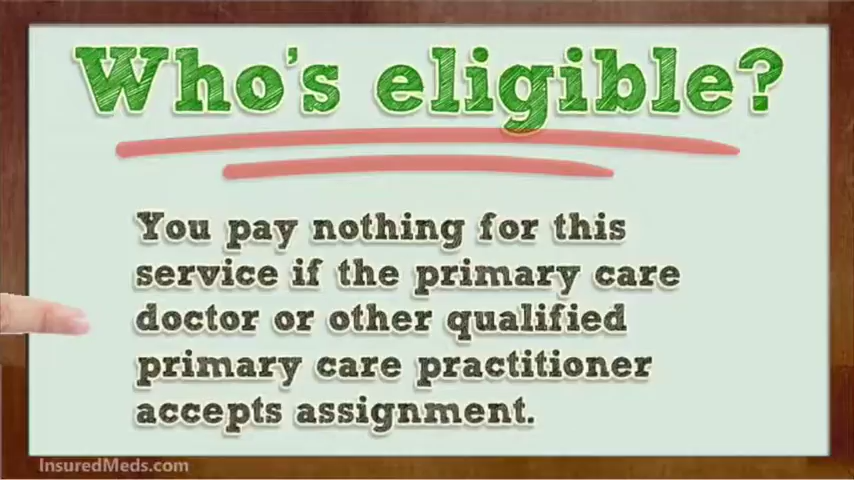 Who's eligible?
You pay nothing for this
service if the primary care
doctor or other qualified
primary care practitioner
accepts assignment.
InsuredMeds.com